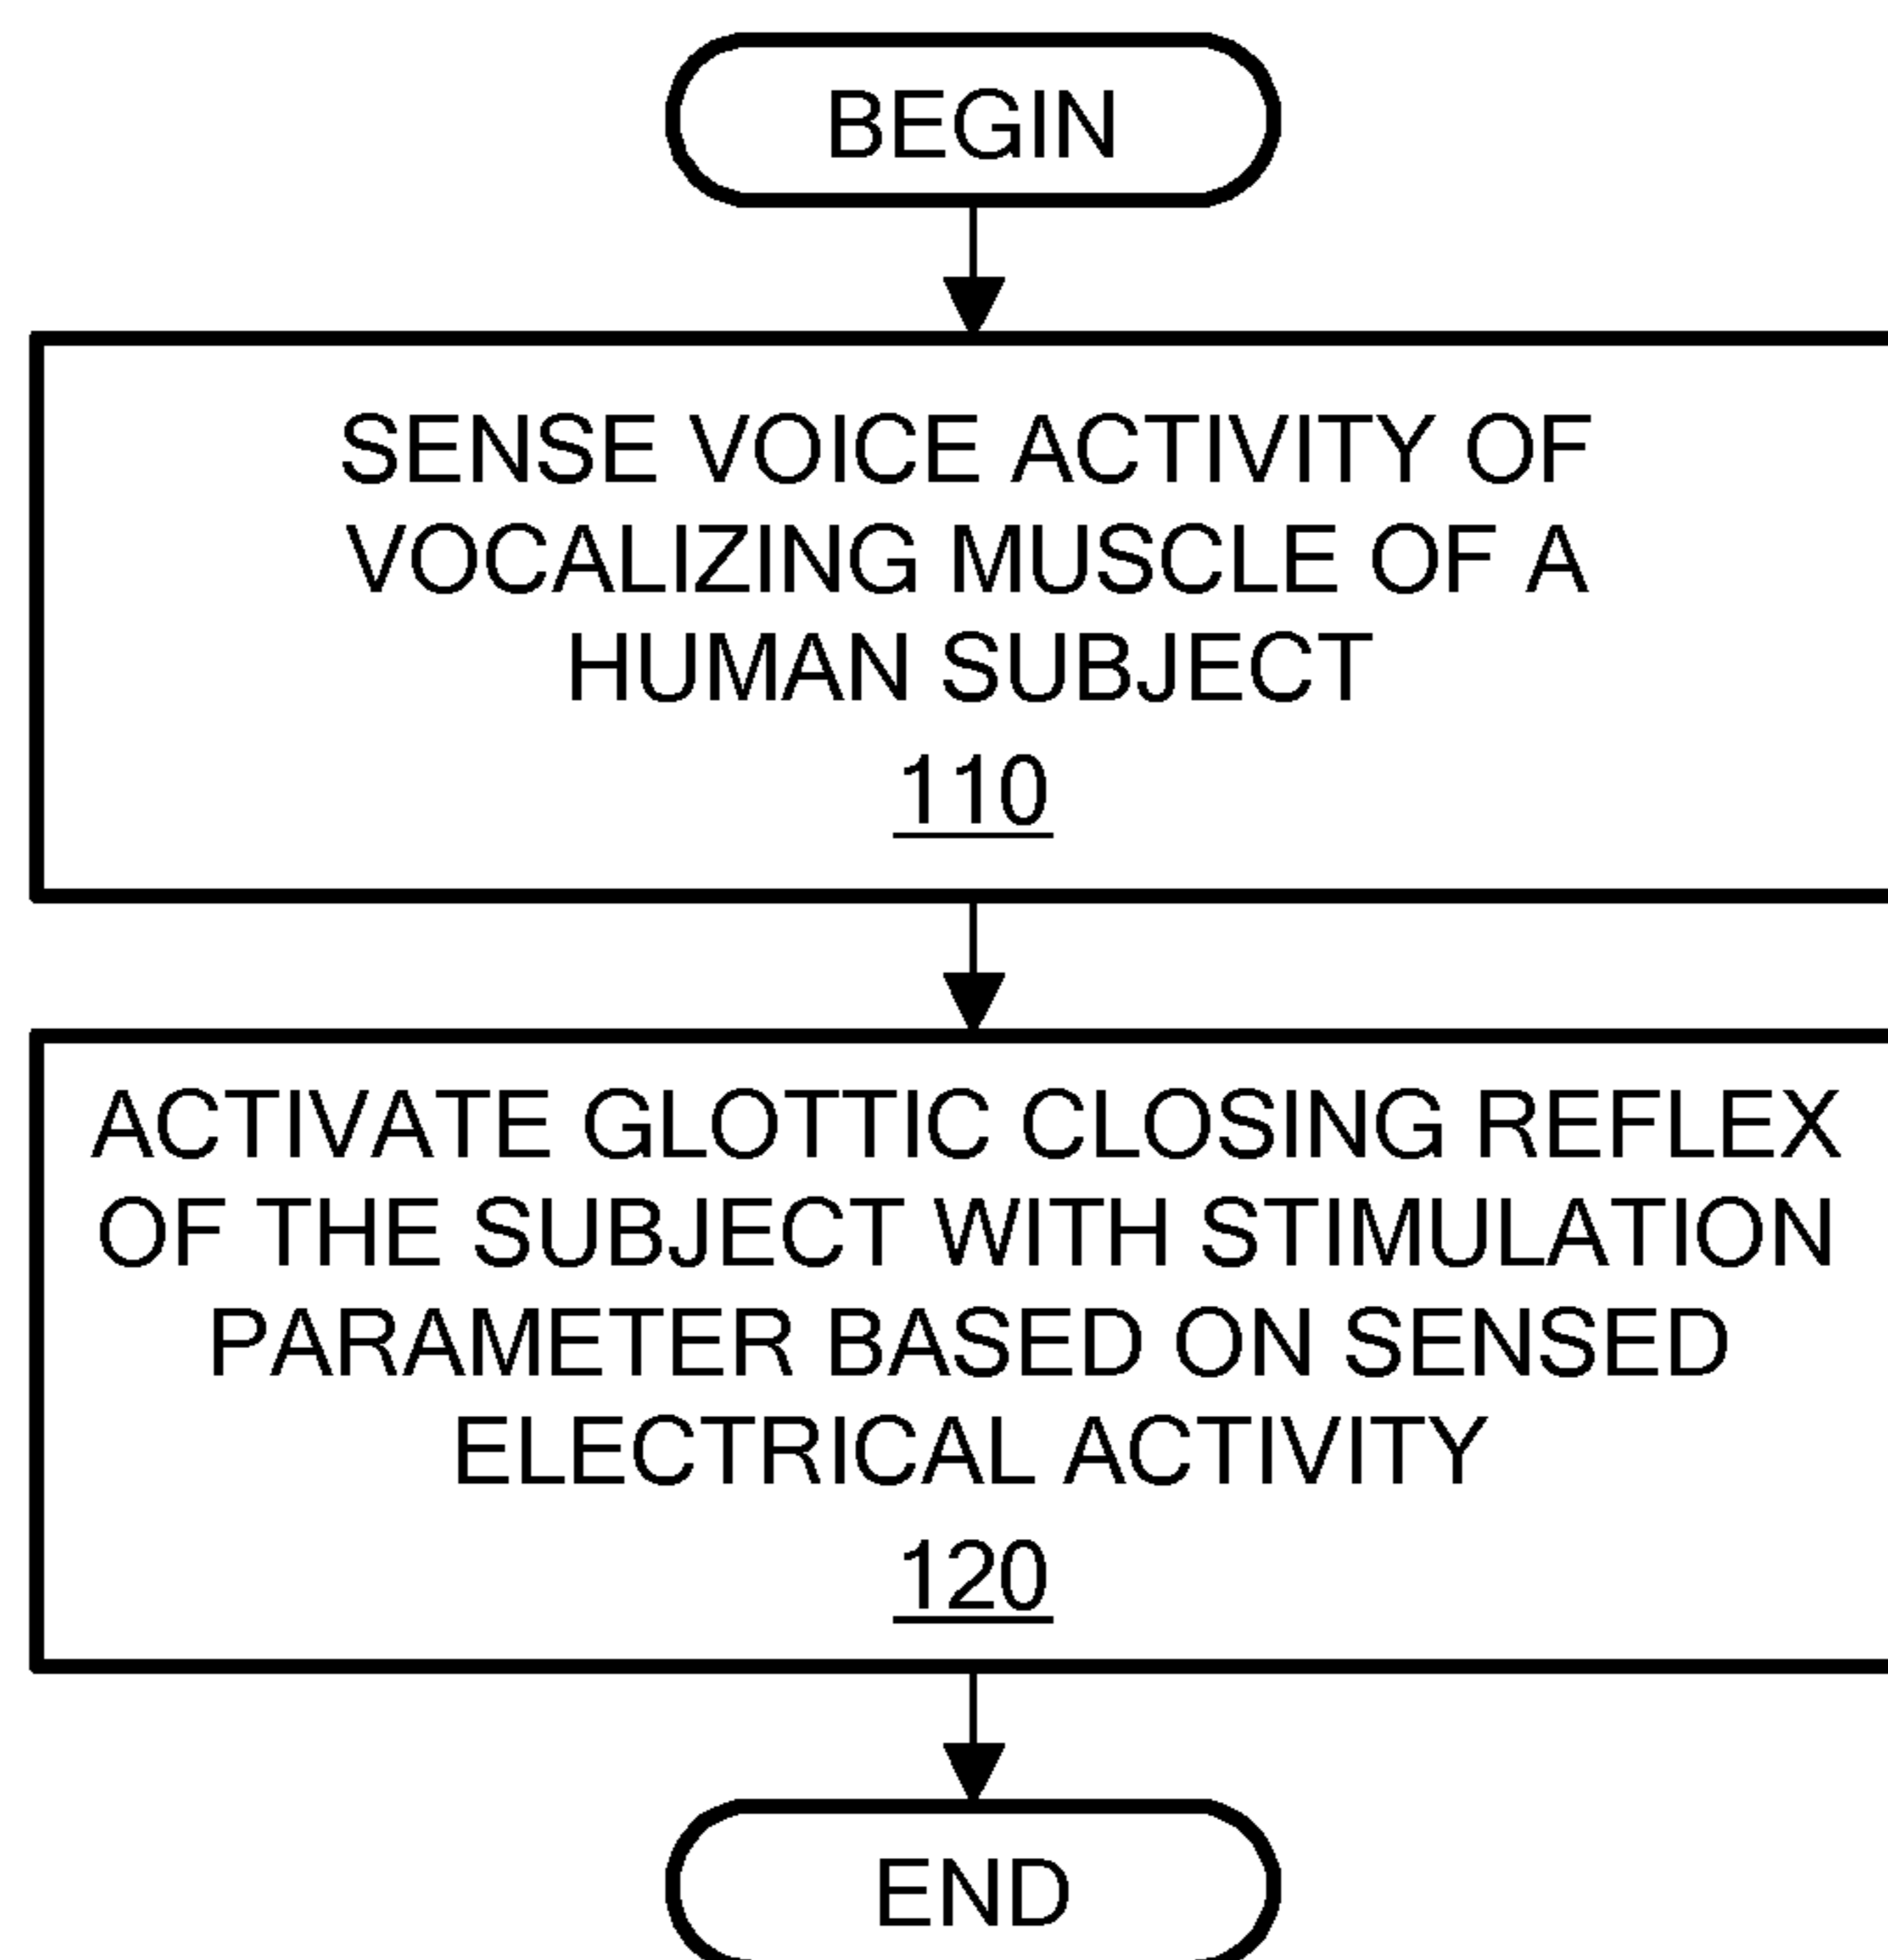 BEGIN
SENSE VOICE ACTIVITY OF
VOCALIZING MUSCLE OF A
HUMAN SUBJECT
110
ACTIVATE GLOTTIC CLOSING REFLEX
OF THE SUBJECT WITH STIMULATION
PARAMETER BASED ON SENSED
ELECTRICAL ACTIVITY
120
END